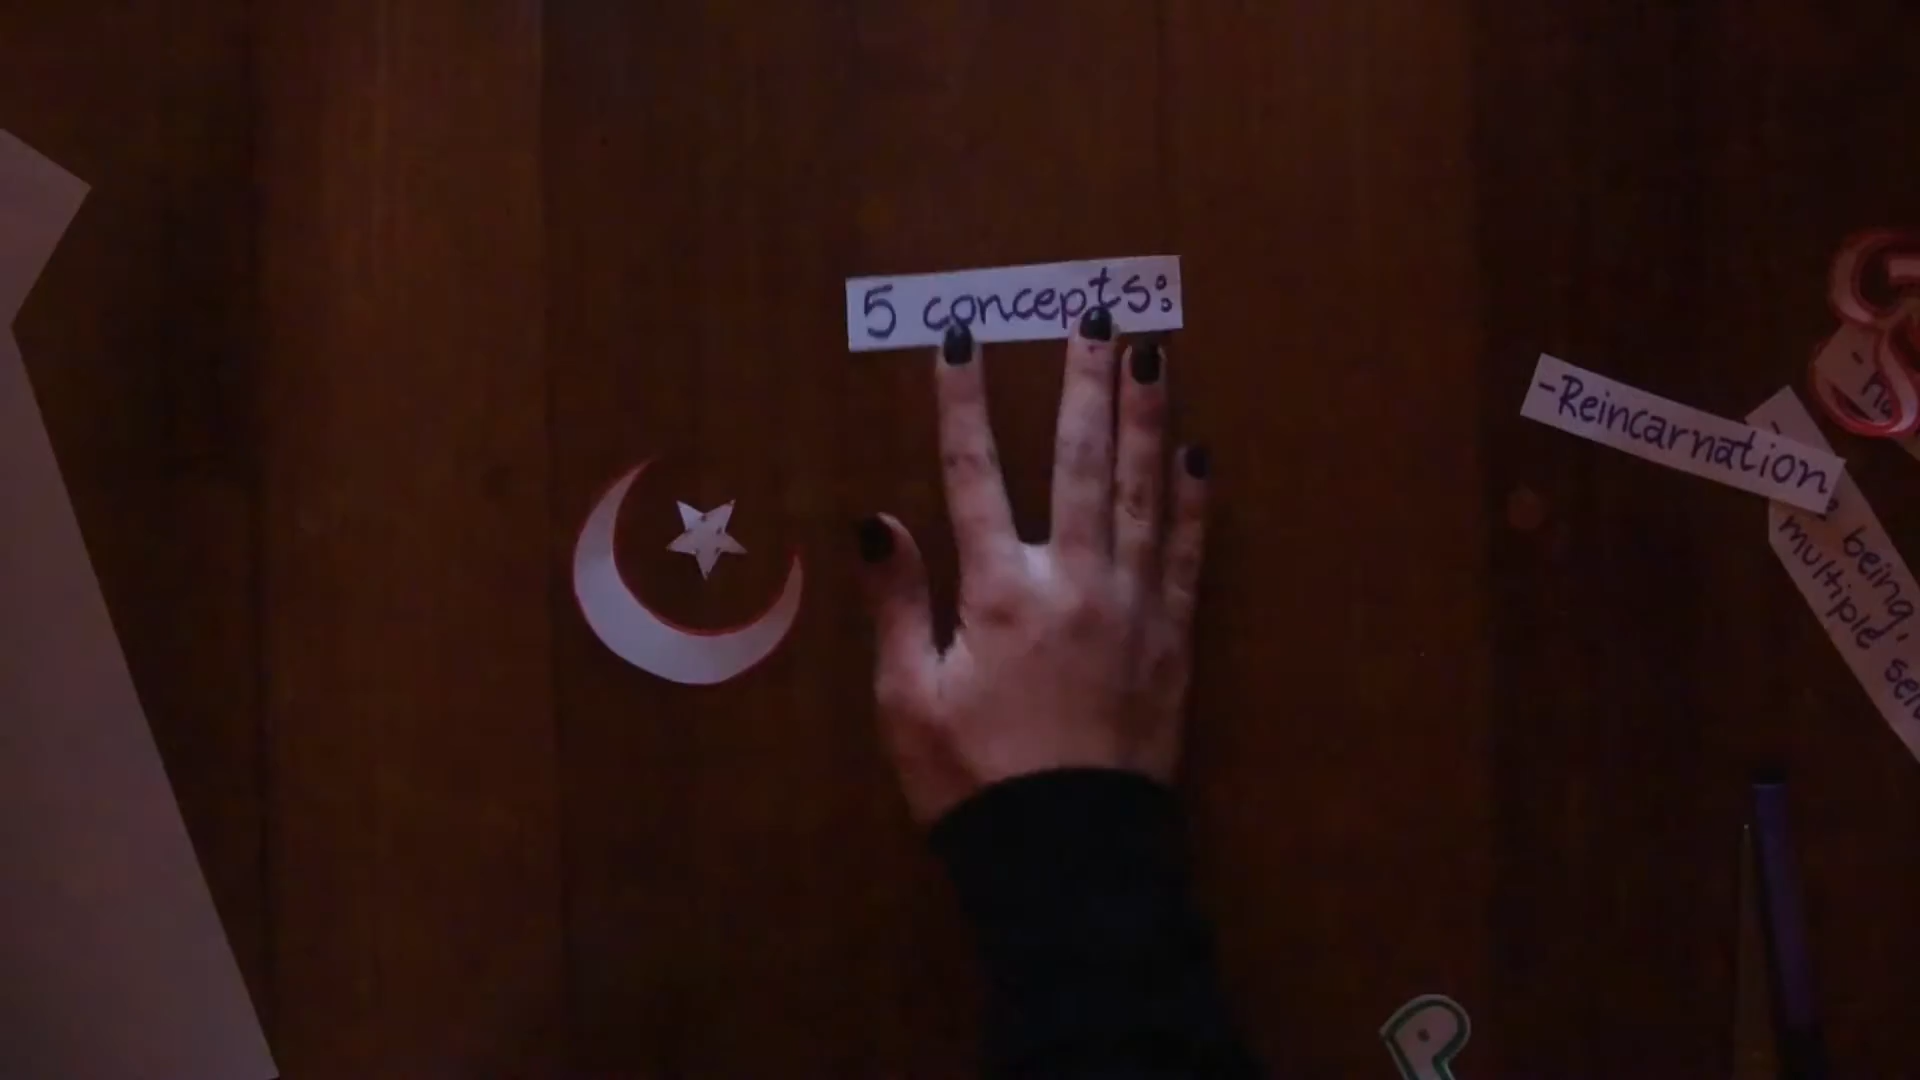 5 concepts:
-Reincarnation,
being,
multiple